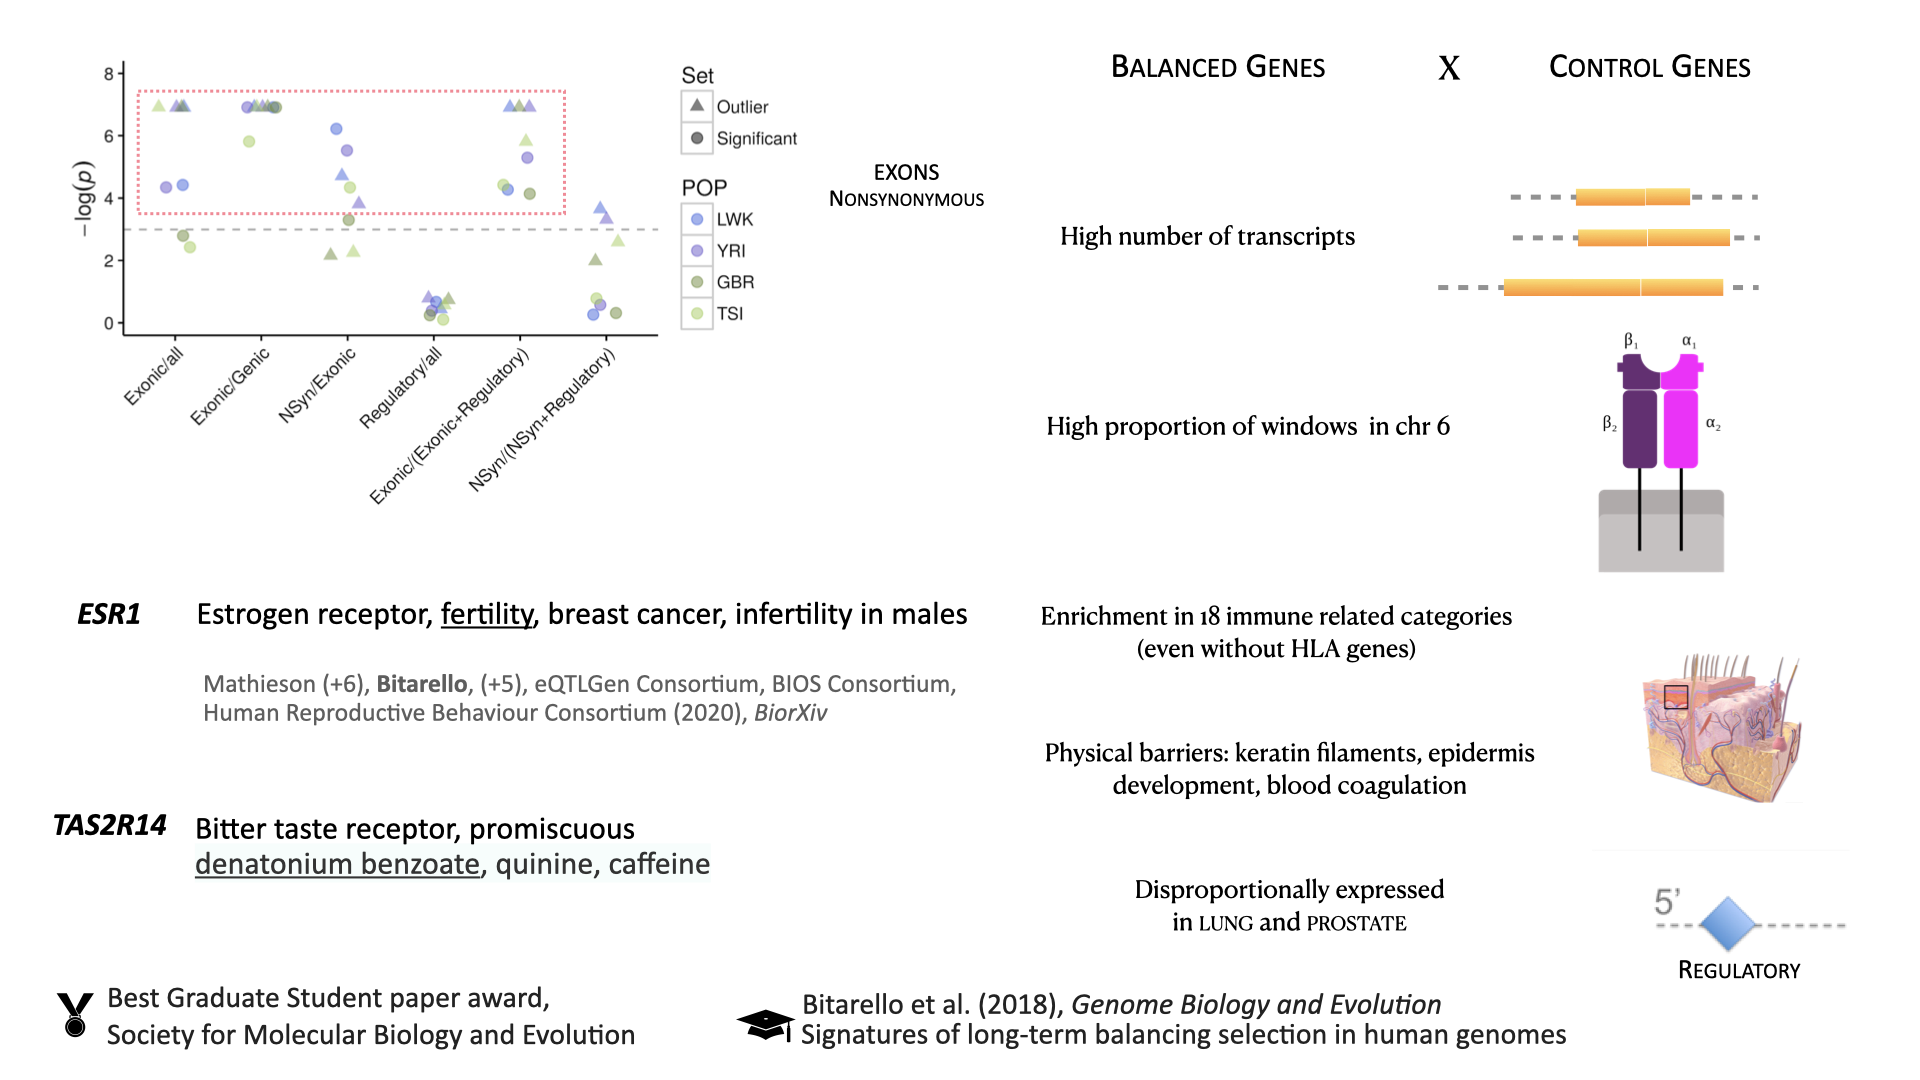 8
6
4
2
0
−log(p)
Exonic/all
Exonic/Genic
NSyn/Exonic
Regulatory/all
Exonic/(Exonic+Regulatory)
NSyn/(NSyn+Regulatory)
Set
Outlier
Significant
POP
LWK
YRI
GBR
TSI
EXONS
NONSYNONYMOUS
BALANCED GENES X CONTROL GENES
High number of transcripts
β1 α1
β2 α2
High proportion of windows in chr 6
ESR1 Estrogen receptor, fertility, breast cancer, infertility in males
Mathieson (+6), Bitarello, (+5), eQTLGen Consortium, BIOS Consortium,
Human Reproductive Behaviour Consortium (2020), BiorXiv
TAS2R14 Bitter taste receptor, promiscuous
denatonium benzoate, quinine, caffeine
Enrichment in 18 immune related categories
(even without HLA genes)
Physical barriers: keratin filaments, epidermis
development, blood coagulation
Disproportionally expressed
in LUNG and PROSTATE
5’
REGULATORY
Best Graduate Student paper award,
Society for Molecular Biology and Evolution
Bitarello et al. (2018), Genome Biology and Evolution
Signatures of long-term balancing selection in human genomes